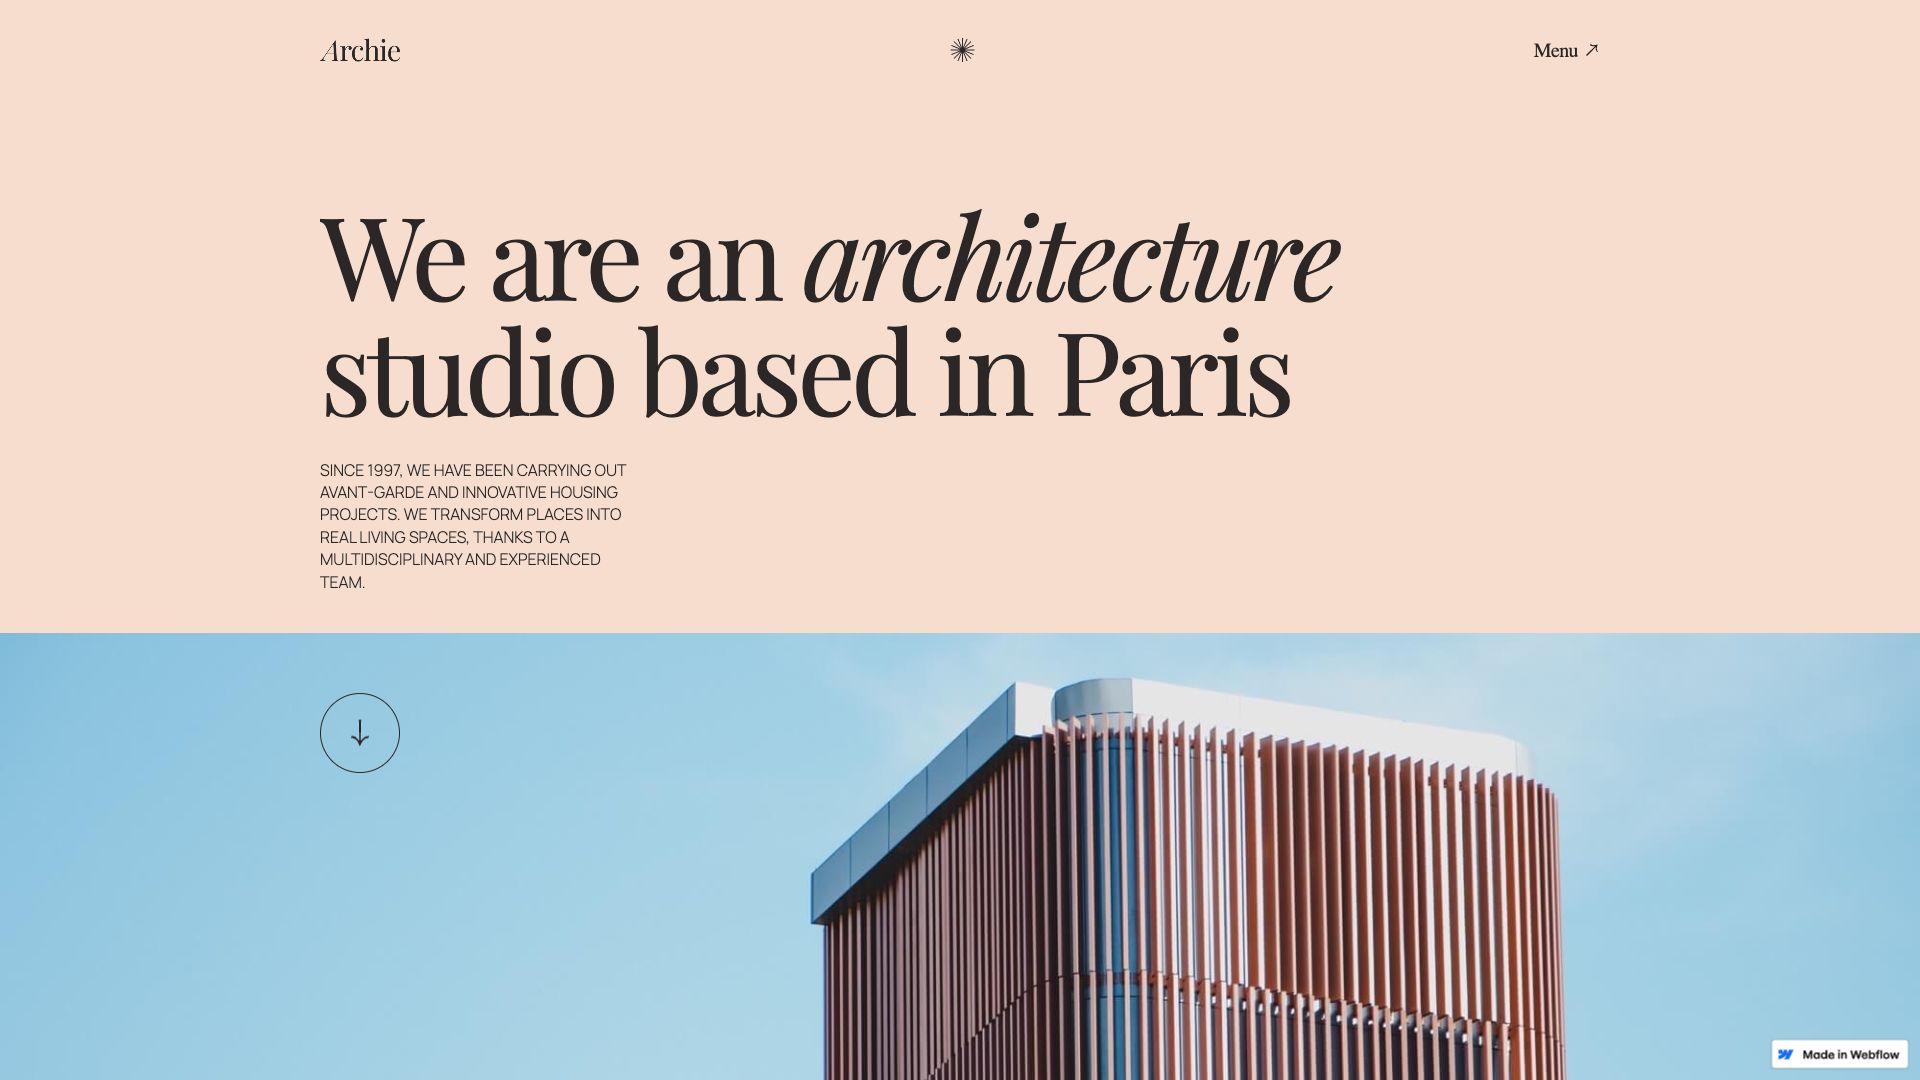 Archie
Menu
We are an architecture
studio based in Paris
SINCE 1997, WE HAVE BEEN CARRYING OUT
AVANT-GARDE AND INNOVATIVE HOUSING
PROJECTS. WE TRANSFORM PLACES INTO
REAL LIVING SPACES, THANKS TO A
MULTIDISCIPLINARY AND EXPERIENCED
TEAM.
Made in Webflow